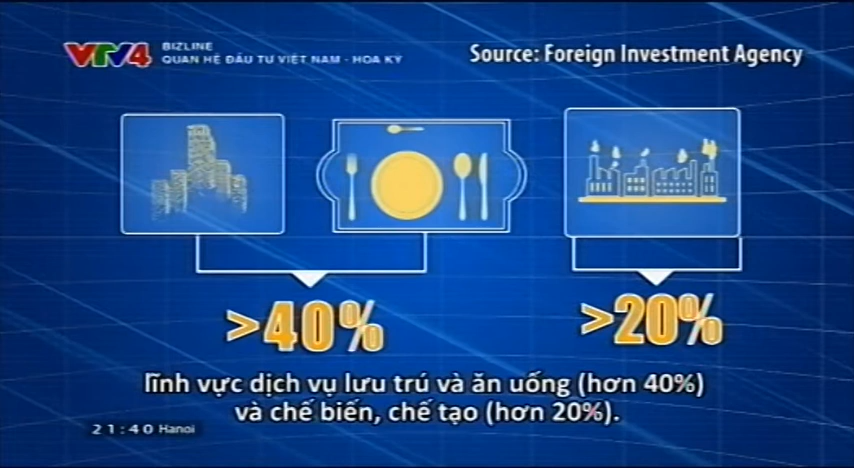 VTV4
BIZLINE
QUAN HỆ ĐẦU TƯ VIỆT NAM - HOA KỲ
Source: Foreign Investment Agency
>40%
>20%
lĩnh vực dịch vụ lưu trú và ăn uống (hơn 40%)
và chế biến, chế tạo (hơn 20%).
21:40 Hanoi